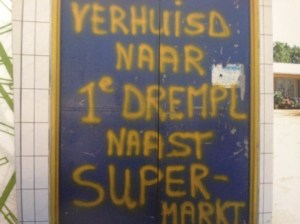 VERHUISD
NAAR
1e DREMPL
NAAST
SUPER-
MARKT